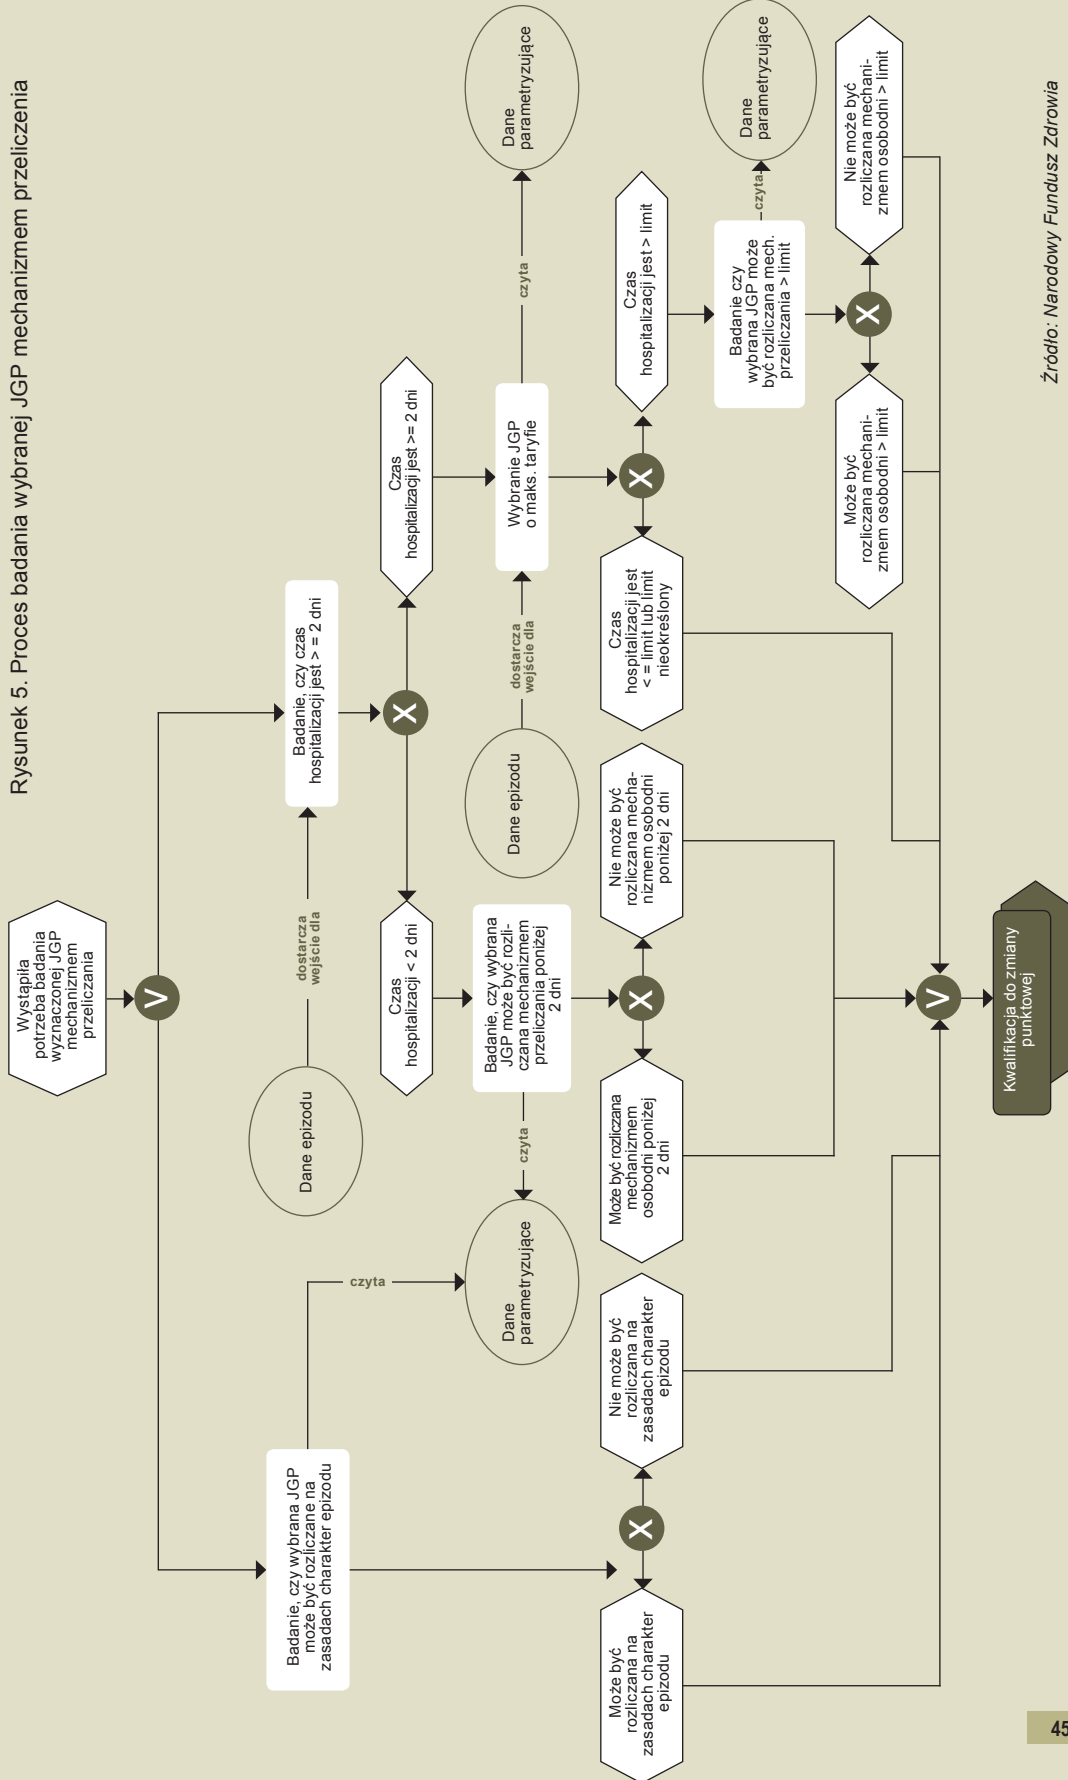 Rysunek 5. Proces badania wybranej JGP mechanizmem przeliczenia
Wystąpiła
potrzeba badania
wyznaczonej JGP
mechanizmem
przeliczania
V
Badanie, czy wybrana JGP
może być rozliczane na
zasadach charakter epizodu
czyta
Dane
parametryzujące
Dane epizodu
dostarcza
wejście dla
Badanie, czy czas
hospitalizacji jest > = 2 dni
X
Czas
hospitalizacji < 2 dni
Czas
hospitalizacji jest >= 2 dni
Badanie, czy wybrana
JGP może być rozli-
czana mechanizmem
przeliczania poniżej
2 dni
czyta
Dane epizodu
dostarcza
wejście dla
Wybranie JGP
o maks. taryfie
czyta
Dane
parametryzujące
X
Może być
rozliczana na
zasadach charakter
epizodu
Nie może być
rozliczana na
zasadach charakter
epizodu
X
Może być rozliczana
mechanizmem
osobodni poniżej
2 dni
Nie może być
rozliczana mecha-
nizmem osobodni
poniżej 2 dni
X
Czas
hospitalizacji jest
< = limit lub limit
nieokreślony
Czas
hospitalizacji jest > limit
Badanie czy
wybrana JGP może
być rozliczana mech.
przeliczania > limit
czyta
Dane
parametryzujące
X
Może być
rozliczana mechani-
zmem osobodni > limit
Nie może być
rozliczana mechani-
zmem osobodni > limit
V
Kwalifikacja do zmiany
punktowej
Źródło: Narodowy Fundusz Zdrowia
45